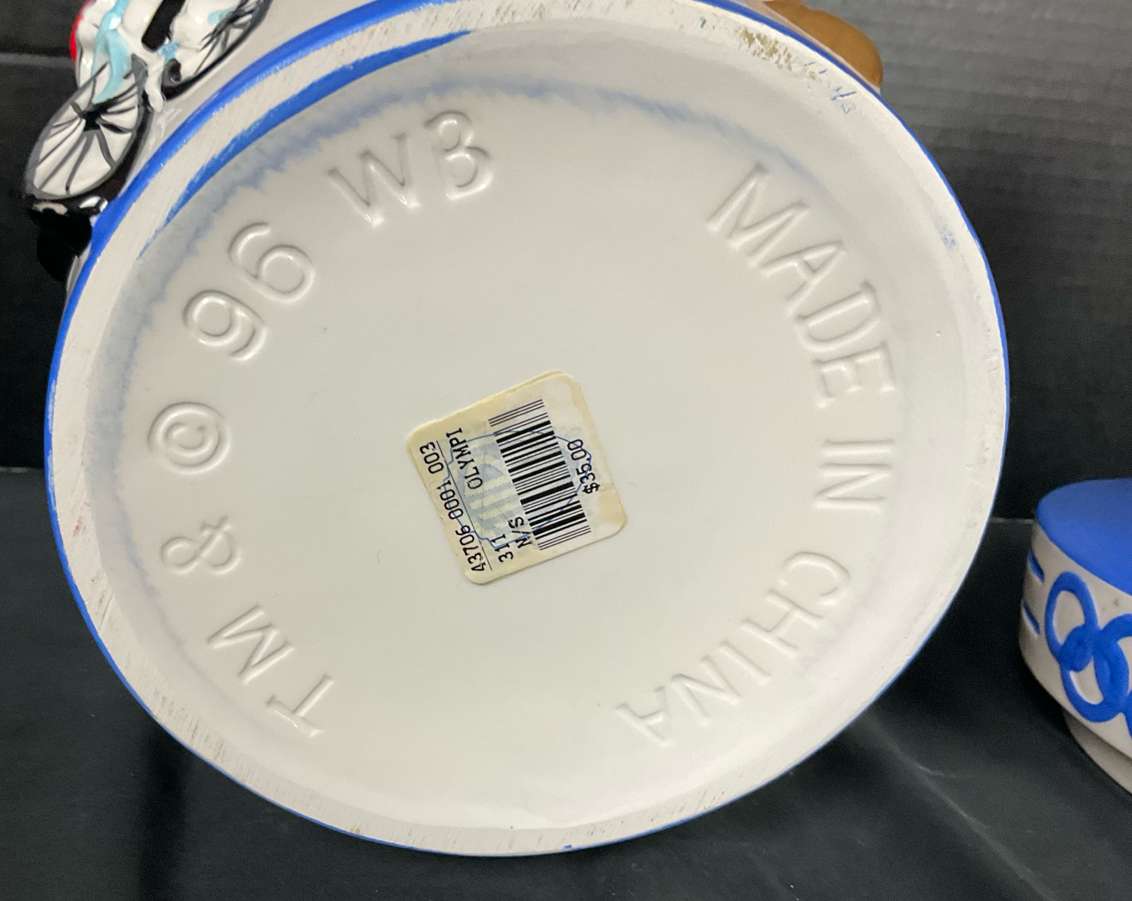 TM & © 96 WB
MADE IN CHINA
43706-0001 003
311 OLYMPI
N/S
$35.00